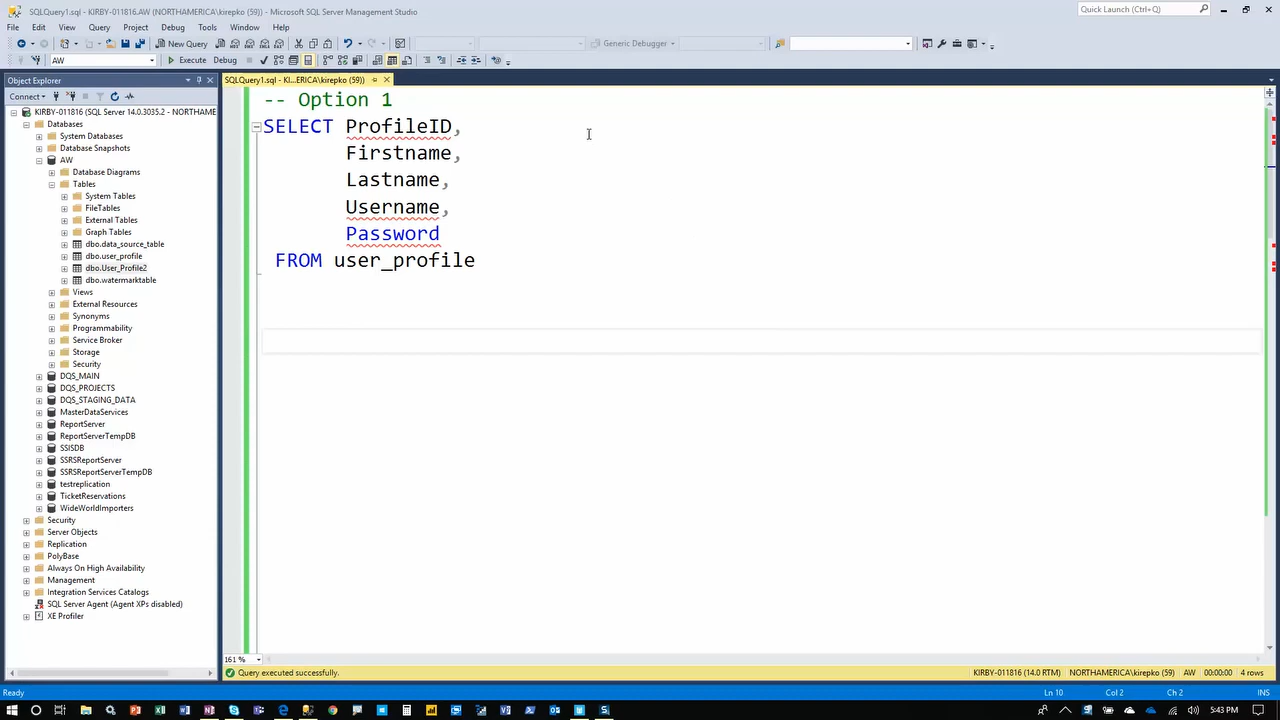 SQLQuery1.sql - KIRBY-011816.AW (NORTHAMERICA\kirepko (59)) - Microsoft SQL Server Management Studio
Quick Launch (Ctrl+Q)
File Edit View Query Project Debug Tools Window Help
New Query
Generic Debugger
AW
Execute Debug
Object Explorer
SQLQuery1.sql - KI...ERICA\kirepko (59))
Connect
KIRBY-011816 (SQL Server 14.0.3035.2 - NORTHAME
Databases
System Databases
Database Snapshots
AW
Database Diagrams
Tables
System Tables
FileTables
External Tables
Graph Tables
dbo.data_source_table
dbo.user_profile
dbo.User_Profile2
dbo.watermarktable
Views
External Resources
Synonyms
Programmability
Service Broker
Storage
Security
DQS_MAIN
DQS_PROJECTS
DQS_STAGING_DATA
MasterDataServices
ReportServer
ReportServerTempDB
SSISDB
SSRSReportServer
SSRSReportServerTempDB
testreplication
TicketReservations
WideWorldImporters
Security
Server Objects
Replication
PolyBase
Always On High Availability
Management
Integration Services Catalogs
SQL Server Agent (Agent XPs disabled)
XE Profiler
-- Option 1
SELECT ProfileID,
Firstname,
Lastname,
Username,
Password
FROM user_profile
161 %
Query executed successfully.
KIRBY-011816 (14.0 RTM) NORTHAMERICA\kirepko (59) AW 00:00:00 4 rows
Ready
Ln 10 Col 2 Ch 2 INS
5:43 PM